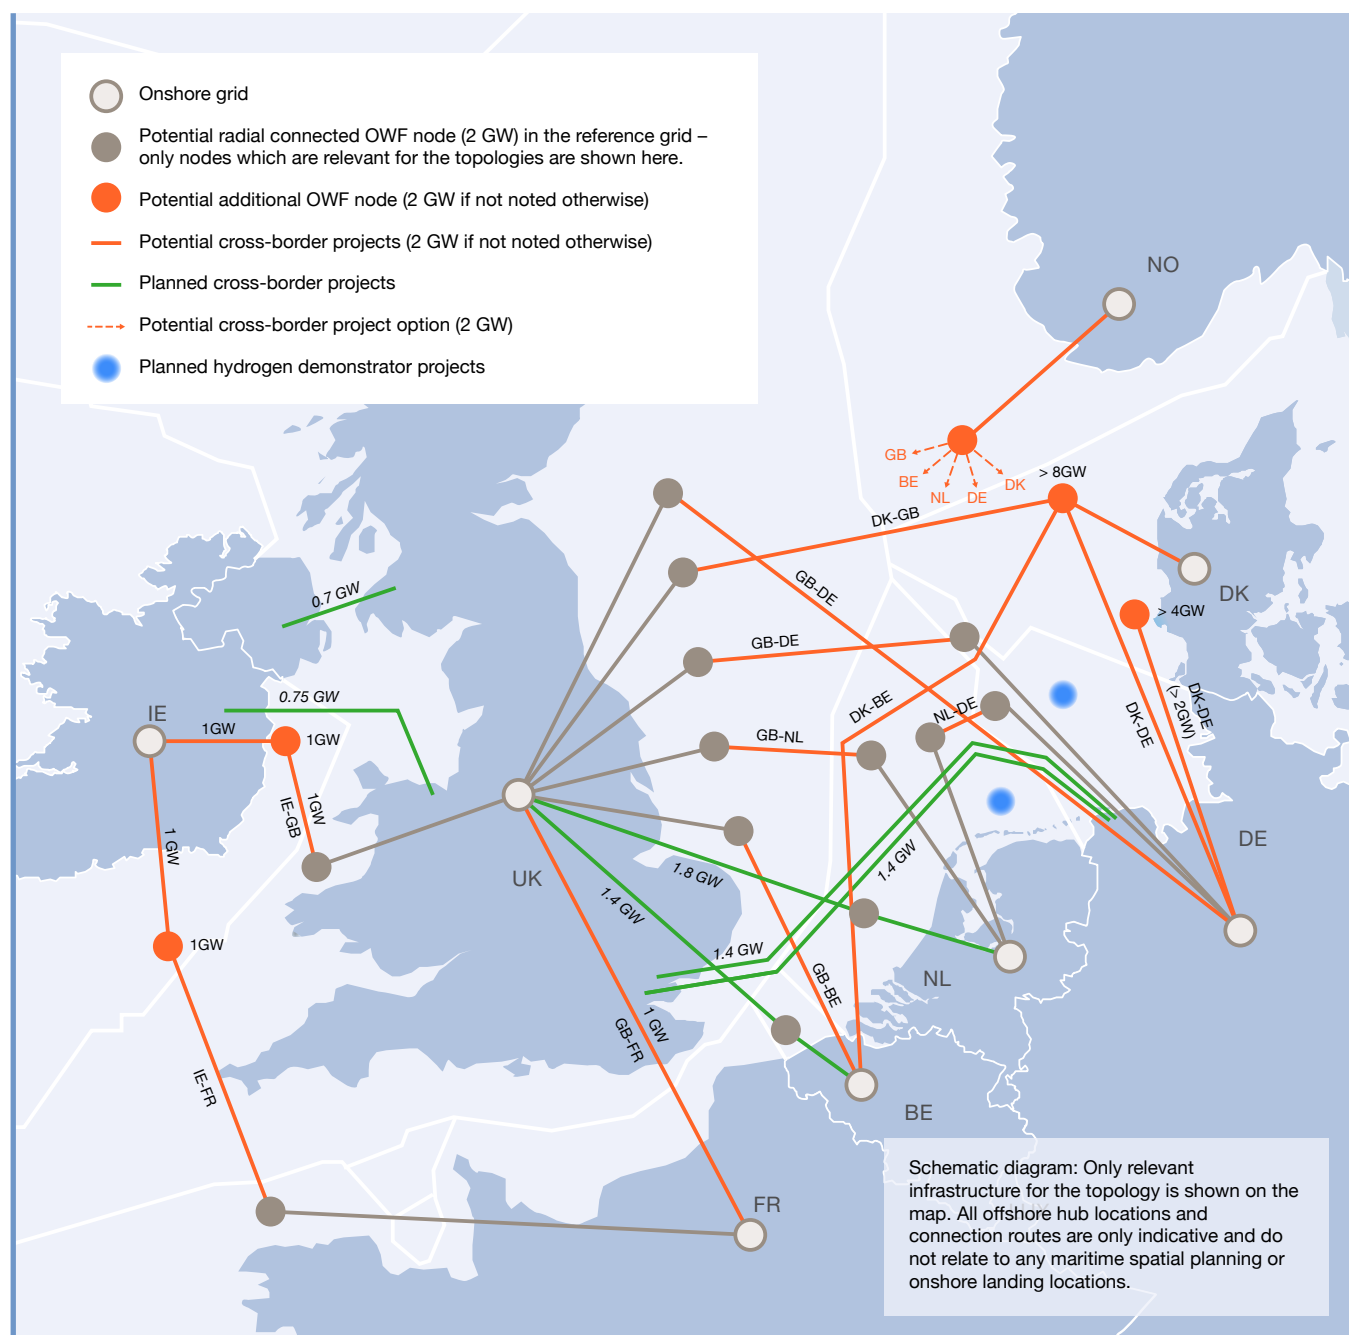 Onshore grid
Potential radial connected OWF node (2 GW) in the reference grid –
only nodes which are relevant for the topologies are shown here.
Potential additional OWF node (2 GW if not noted otherwise)
Potential cross-border projects (2 GW if not noted otherwise)
Planned cross-border projects
Potential cross-border project option (2 GW)
Planned hydrogen demonstrator projects
NO
GB
BE
NL
DE
DK
> 8GW
DK-GB
GB-DE
DK
> 4GW
0.7 GW
GB-DE
0.75 GW
DK-BE
NL-DE
DK-DE
DK-DE
(> 2GW)
IE
1GW
1GW
GB-NL
IE-GB
1GW
1 GW
UK
1.8 GW
1.4 GW
1.4 GW
DE
1GW
1.4 GW
GB-BE
NL
GB-FR
1 GW
IE-FR
BE
FR
Schematic diagram: Only relevant
infrastructure for the topology is shown on the
map. All offshore hub locations and
connection routes are only indicative and do
not relate to any maritime spatial planning or
onshore landing locations.